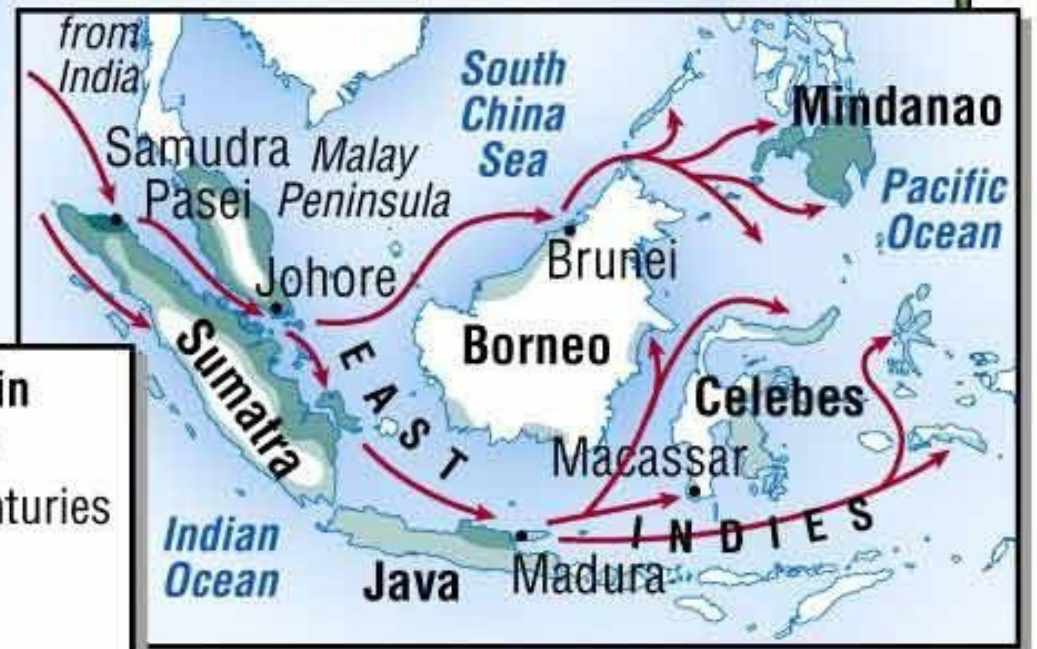 from
India
Samudra
Pasei
Malay
Peninsula
South
China
Sea
Mindanao
Pacific
Ocean
Johore
Brunei
Sumatra
EAST
Borneo
Celebes
Macassar
INDIES
Indian
Ocean
Java
Madura
in
nturies